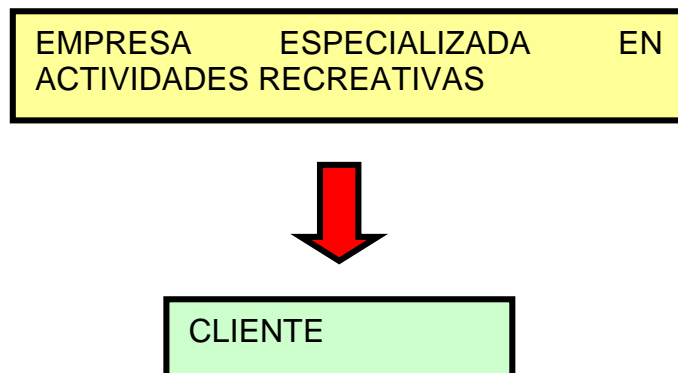 EMPRESA ESPECIALIZADA EN
ACTIVIDADES RECREATIVAS
CLIENTE